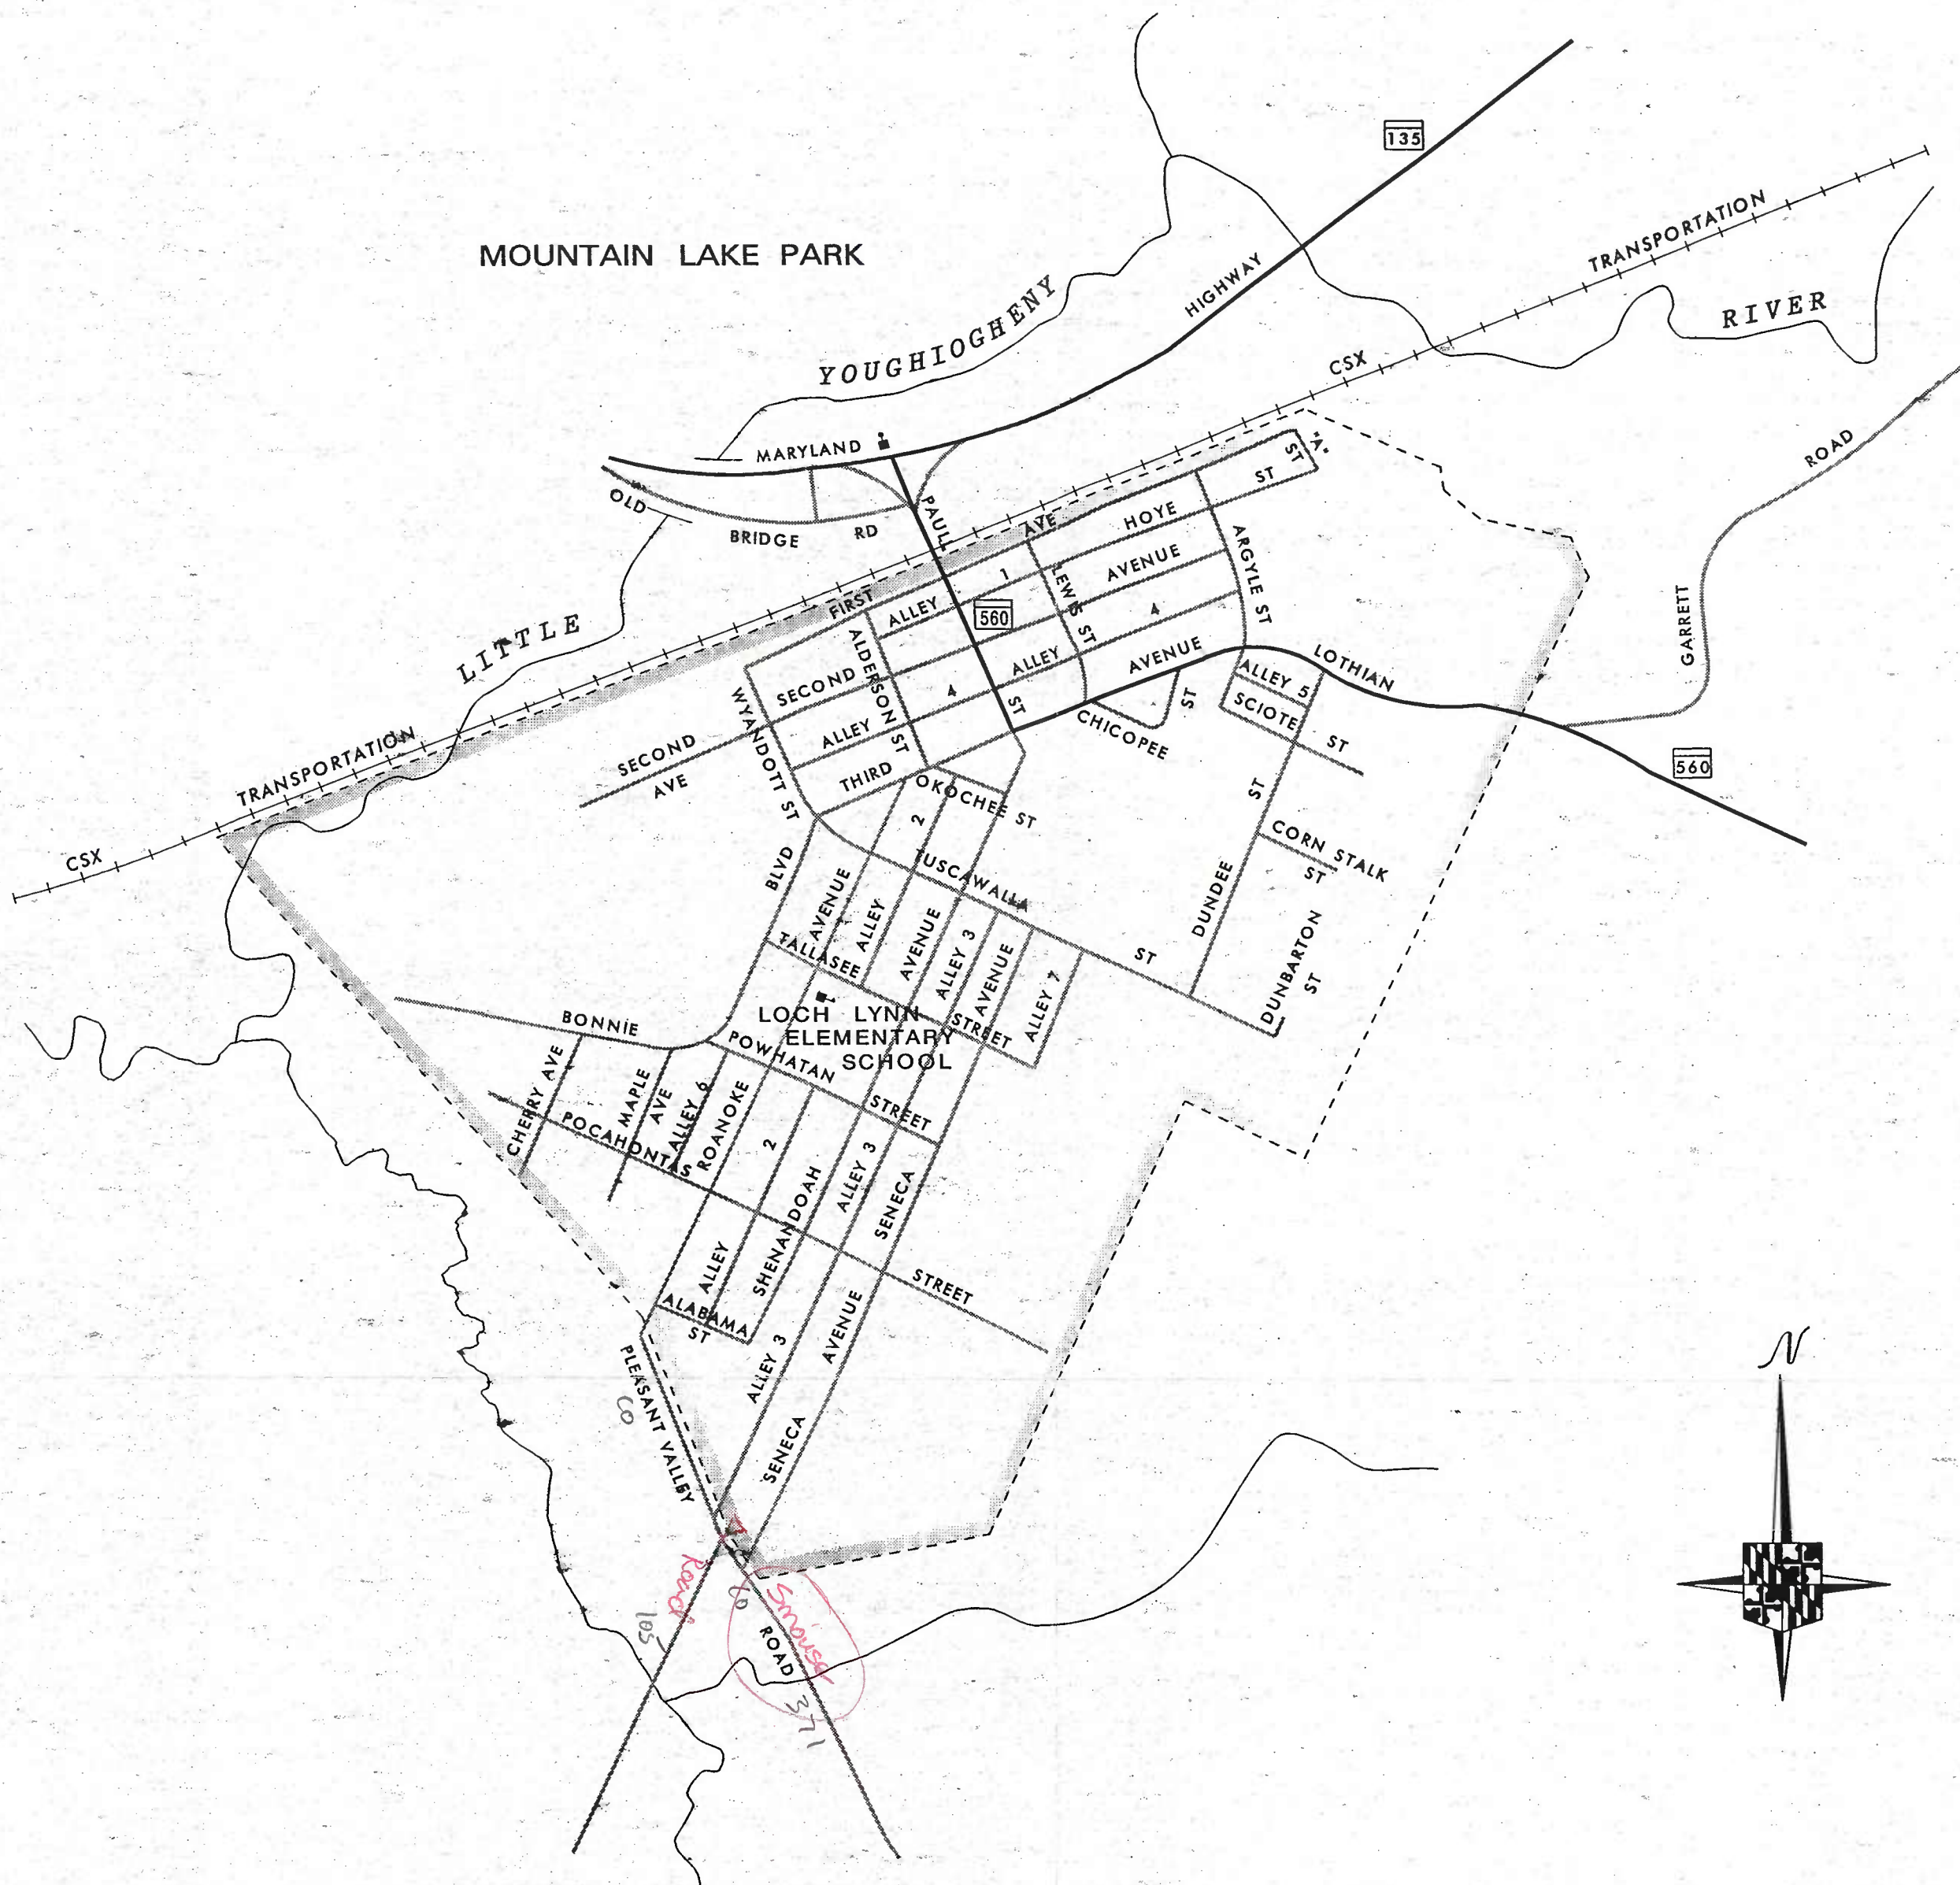 135
TRANSPORTATION
MOUNTAIN LAKE PARK
HIGHWAY
RIVER
YOUGHIOGHENY
CSX
MARYLAND
"A"
ST
ROAD
ST
OLD
BRIDGE RD
PAULL
AVE
HOYE
ARGYLE ST
1
AVENUE
LEWIS ST
FIRST
ALLEY
560
4
GARRETT
LITTLE
ALDERSON ST
ALLEY
AVENUE
LOTHIAN
SECOND
4
ALLEY 5
WYANDOTT ST
ST
ST
SCIOTE
ST
CHICOPEE
TRANSPORTATION
SECOND
AVE
ALLEY
560
THIRD
OKOCHEE ST
ST
2
CORN STALK
ST
CSX
BLVD
TUSCAWALLA
ST
DUNDEE
AVENUE
ALLEY
AVENUE
ALLEY 3
AVENUE
ALLEY 7
DUNBARTON
ST
TALLASEE
STREET
LOCH LYNN
ELEMENTARY
SCHOOL
BONNIE
POWHATAN
STREET
CHERRY AVE
MAPLE
AVE
ALLEY 6
ROANOKE
POCAHONTAS
2
ALLEY 3
SENECA
SHENANDOAH
ALLEY
STREET
ALABAMA
ST
AVENUE
ALLEY 3
PLEASANT VALLEY
CO
SENECA
N
Road
CO
Smouse
105
ROAD
371